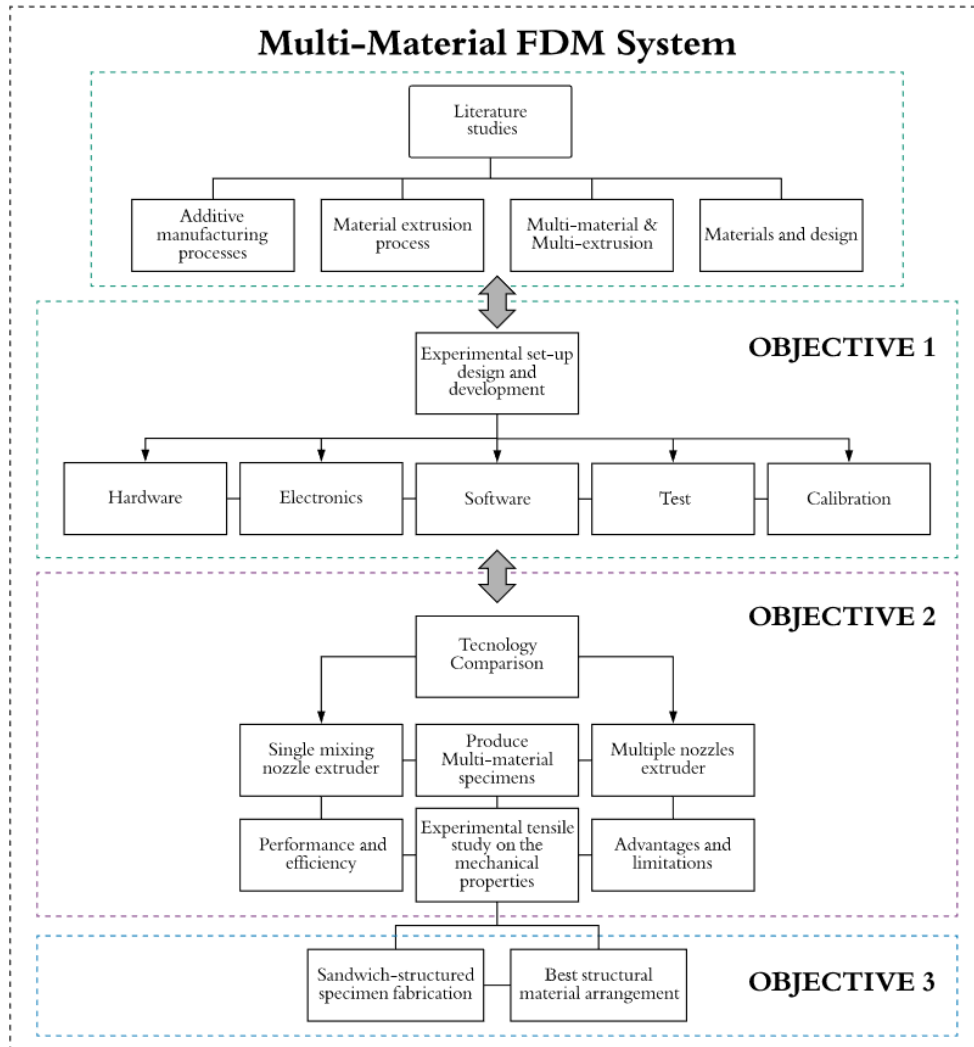 Multi-Material FDM System
Literature
studies
Additive
manufacturing
processes
Material extrusion
process
Multi-material &
Multi-extrusion
Materials and design
OBJECTIVE 1
Experimental set-up
design and
development
Hardware
Electronics
Software
Test
Calibration
OBJECTIVE 2
Tecnology
Comparison
Single mixing
nozzle extruder
Produce
Multi-material
specimens
Multiple nozzles
extruder
Performance and
efficiency
Experimental tensile
study on the
mechanical
properties
Advantages and
limitations
Sandwich-structured
specimen fabrication
Best structural
material arrangement
OBJECTIVE 3